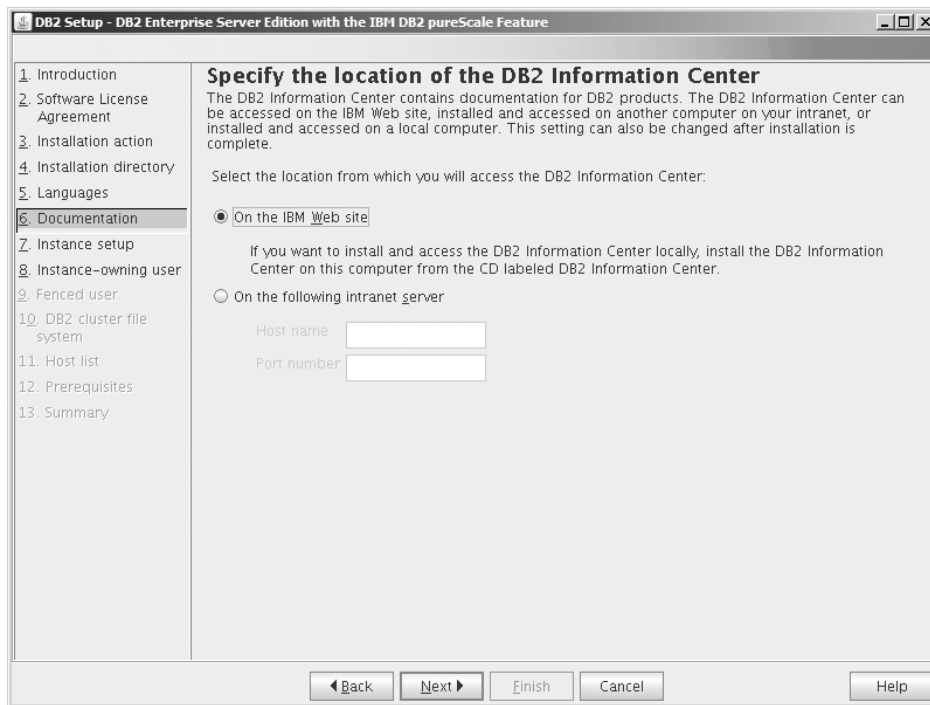 DB2 Setup - DB2 Enterprise Server Edition with the IBM DB2 pureScale Feature
1. Introduction
2. Software License
Agreement
3. Installation action
4. Installation directory
5. Languages
6. Documentation
7. Instance setup
8. Instance-owning user
9. Fenced user
10. DB2 cluster file
system
11. Host list
12. Prerequisites
13. Summary
Specify the location of the DB2 Information Center
The DB2 Information Center contains documentation for DB2 products. The DB2 Information Center can
be accessed on the IBM Web site, installed and accessed on another computer on your intranet, or
installed and accessed on a local computer. This setting can also be changed after installation is
complete.
Select the location from which you will access the DB2 Information Center:
On the IBM Web site
If you want to install and access the DB2 Information Center locally, install the DB2 Information
Center on this computer from the CD labeled DB2 Information Center.
On the following intranet server
Host name
Port number
Back Next Finish Cancel Help